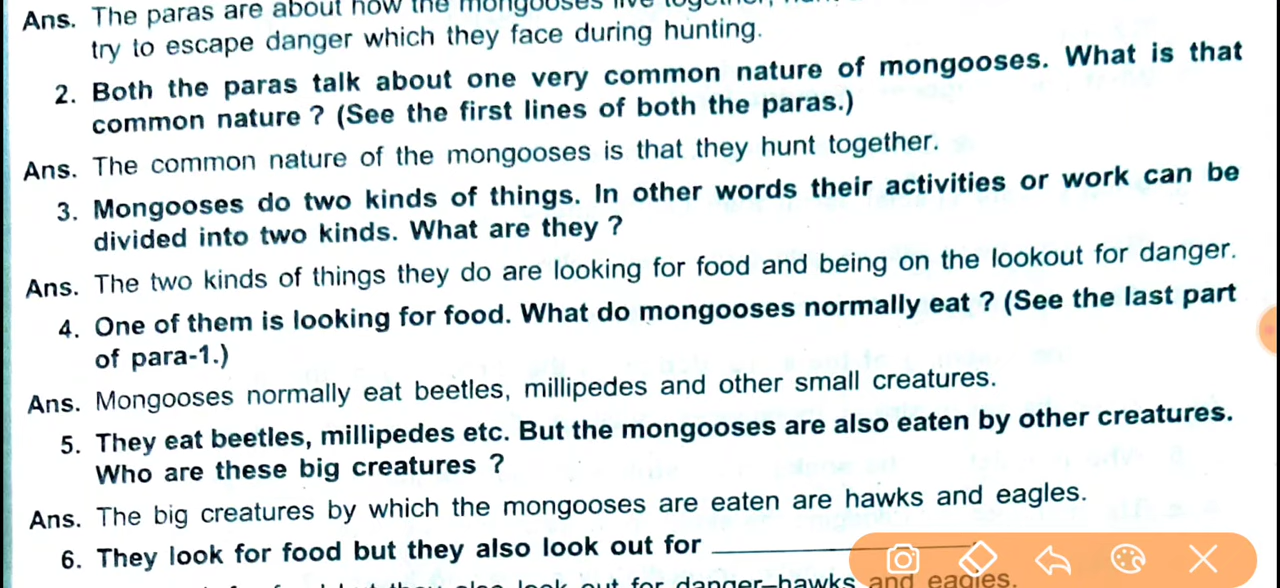 Ans. The paras are about how the mongooses live together,
try to escape danger which they face during hunting.
2. Both the paras talk about one very common nature of mongooses. What is that
common nature ? (See the first lines of both the paras.)
Ans. The common nature of the mongooses is that they hunt together.
3. Mongooses do two kinds of things. In other words their activities or work can be
divided into two kinds. What are they ?
Ans. The two kinds of things they do are looking for food and being on the lookout for danger.
4. One of them is looking for food. What do mongooses normally eat ? (See the last part
of para-1.)
Ans. Mongooses normally eat beetles, millipedes and other small creatures.
5. They eat beetles, millipedes etc. But the mongooses are also eaten by other creatures.
Who are these big creatures ?
Ans. The big creatures by which the mongooses are eaten are hawks and eagles.
6. They look for food but they also look out for ______
look out for danger–hawks and eagles.